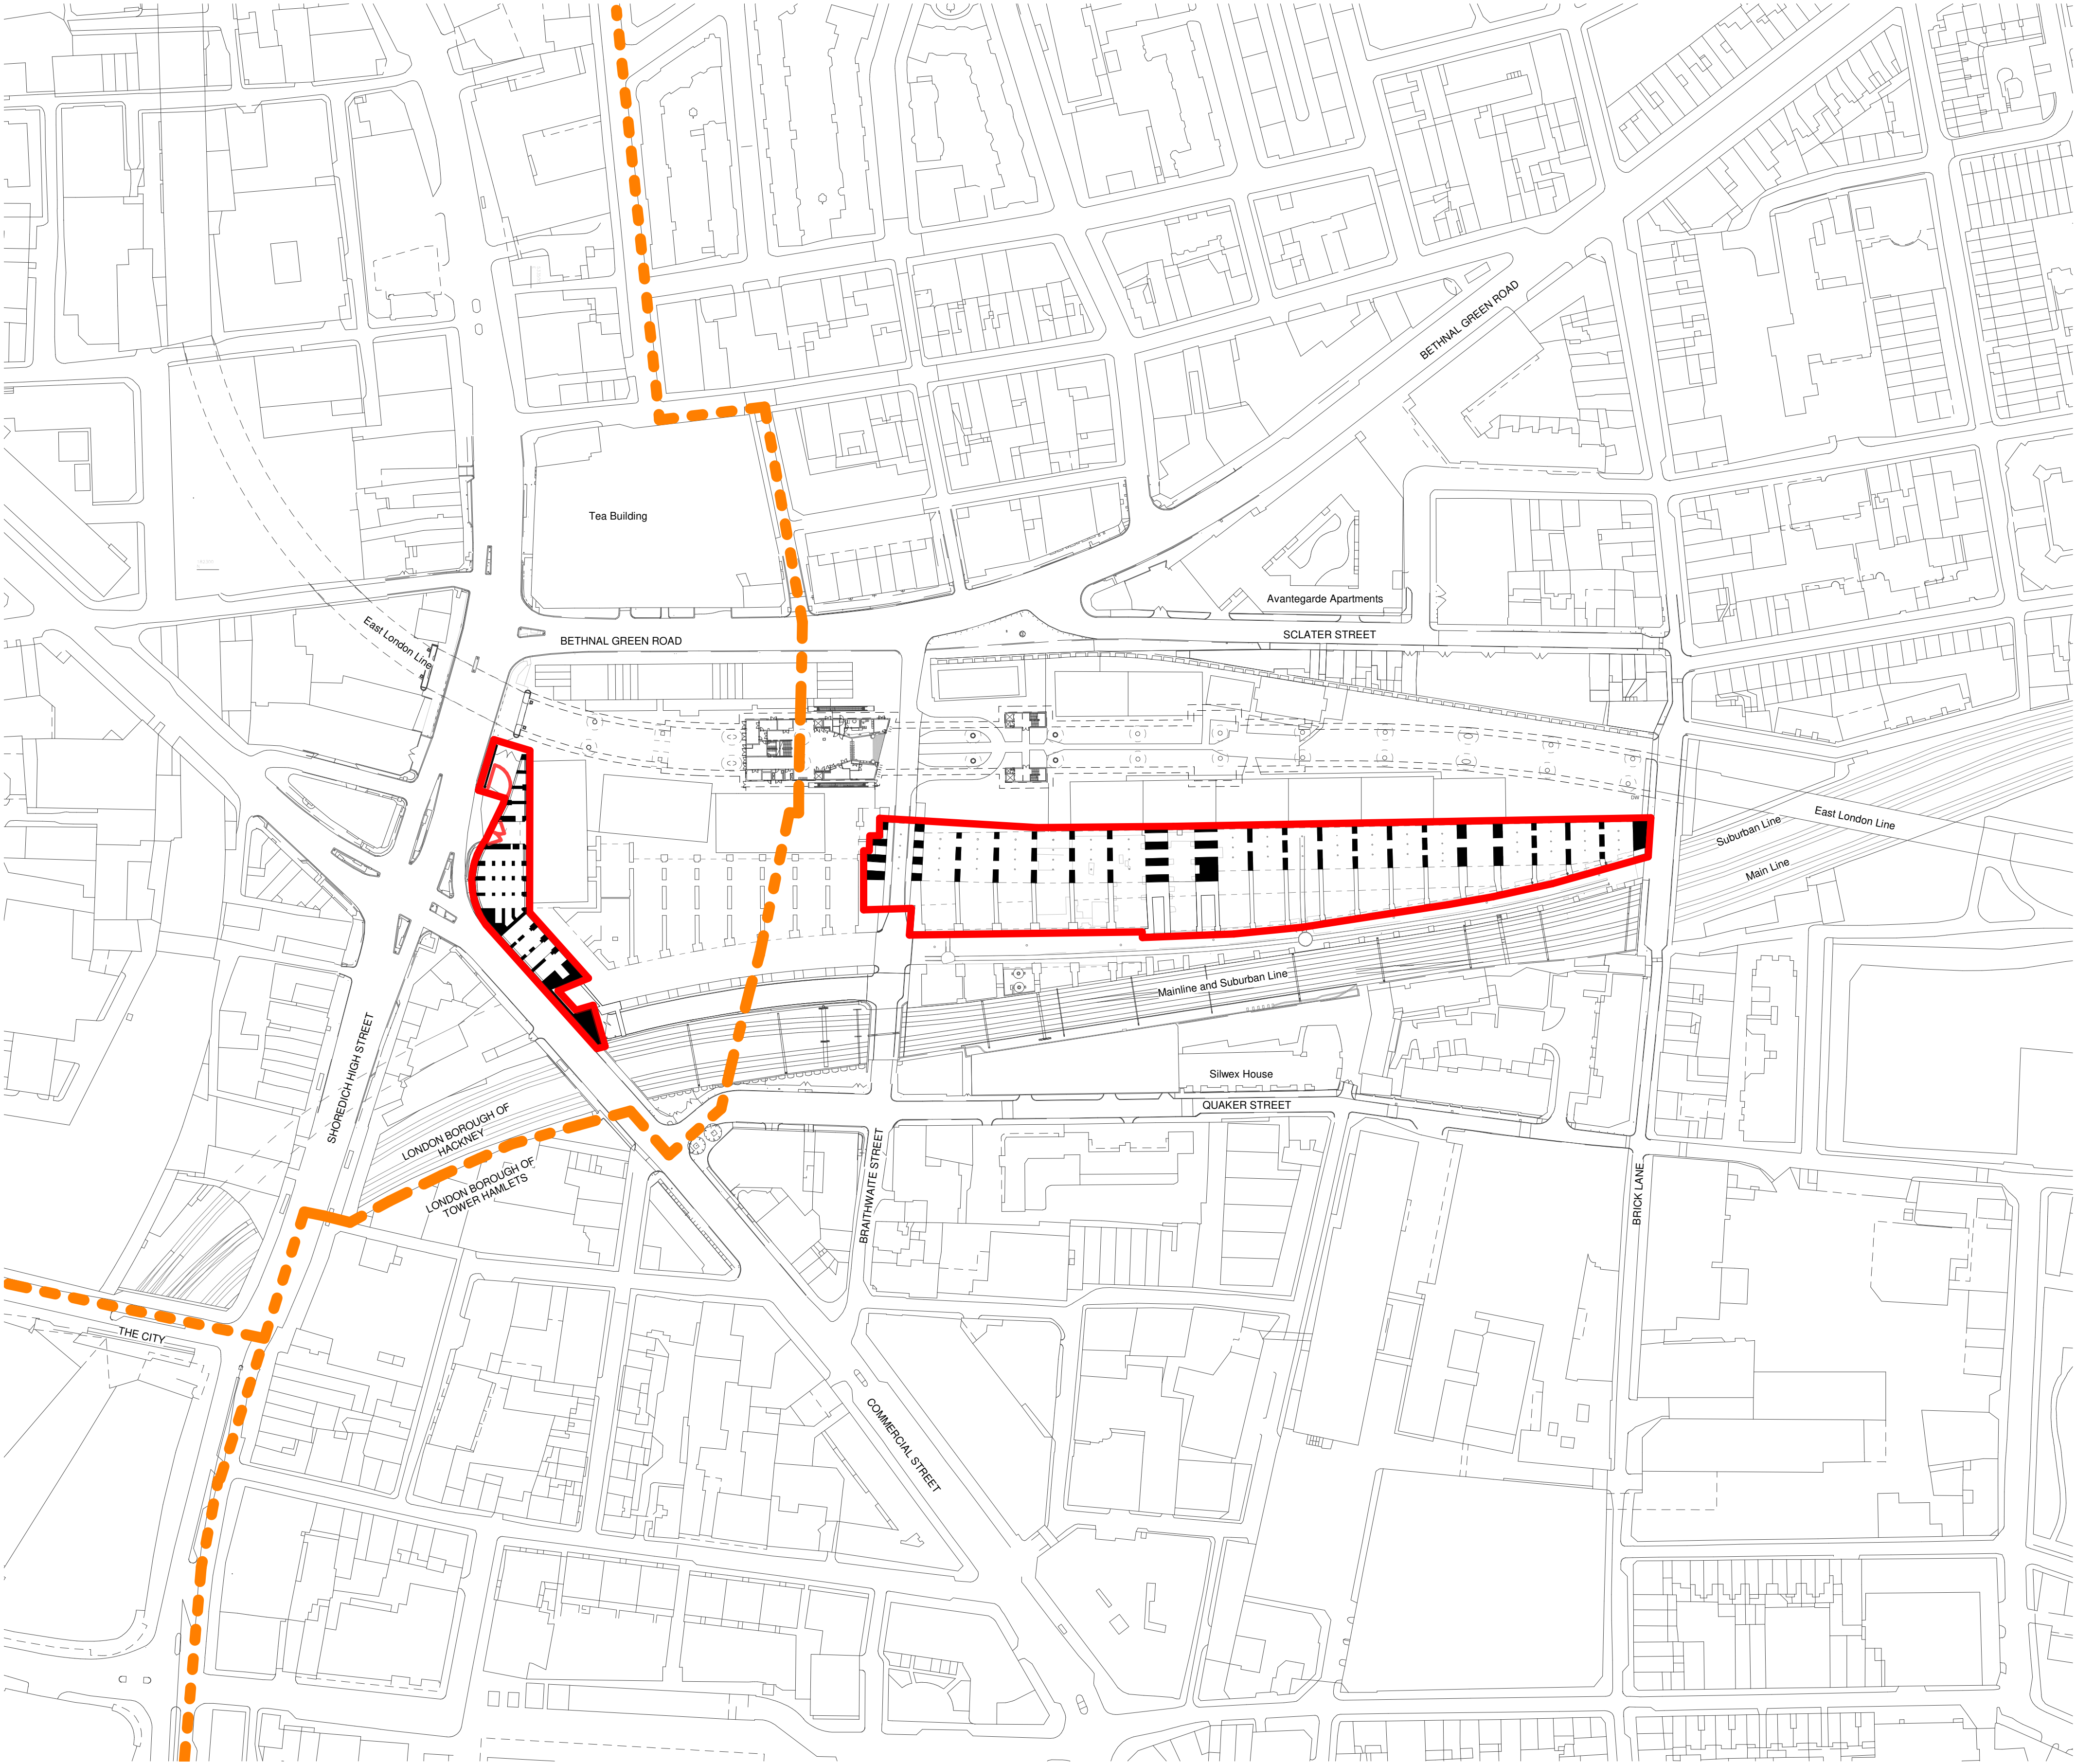 BETHNAL GREEN ROAD
Tea Building
Avantegarde Apartments
East London Line
BETHNAL GREEN ROAD
SCLATER STREET
East London Line
Suburban Line
Main Line
Mainline and Suburban Line
SHOREDICH HIGH STREET
Silwex House
QUAKER STREET
LONDON BOROUGH OF
HACKNEY
LONDON BOROUGH OF
TOWER HAMLETS
BRAITHWAITE STREET
BRICK LANE
THE CITY
COMMERCIAL STREET